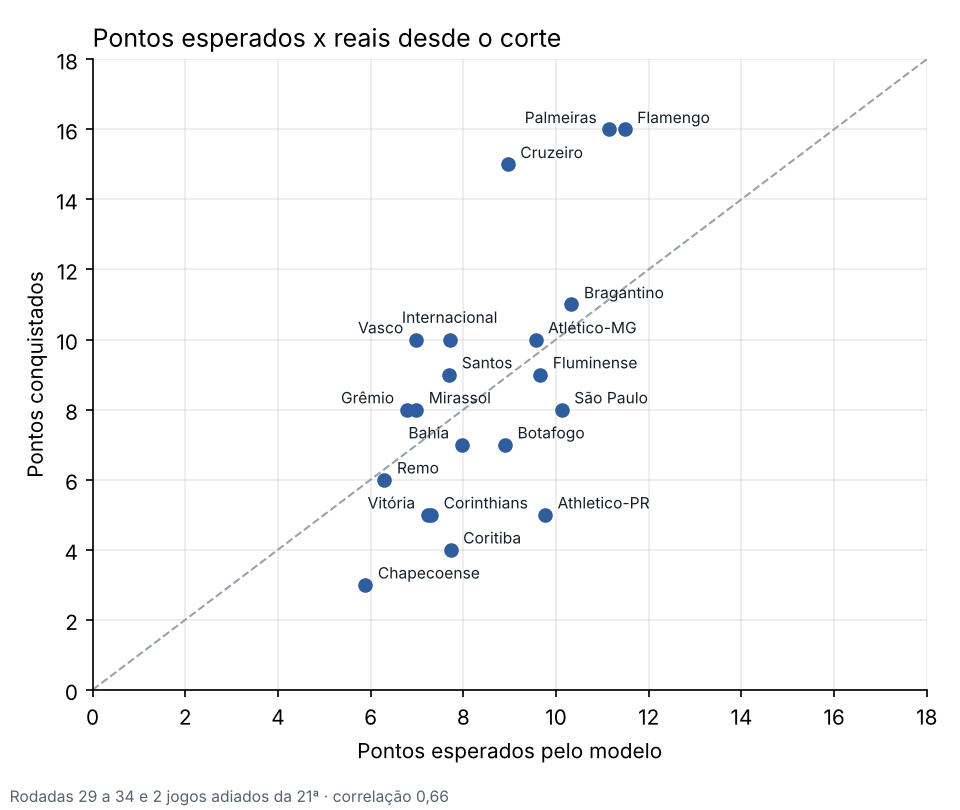 Pontos esperados x reais desde o corte
18
16
14
12
10
8
6
4
2
0
Pontos conquistados
Palmeiras
Flamengo
Cruzeiro
Bragantino
Internacional
Vasco
Atlético-MG
Santos
Fluminense
Grêmio
Mirassol
São Paulo
Bahia
Botafogo
Remo
Vitória
Corinthians
Athletico-PR
Coritiba
Chapecoense
0 2 4 6 8 10 12 14 16 18
Pontos esperados pelo modelo
Rodadas 29 a 34 e 2 jogos adiados da 21ª · correlação 0,66